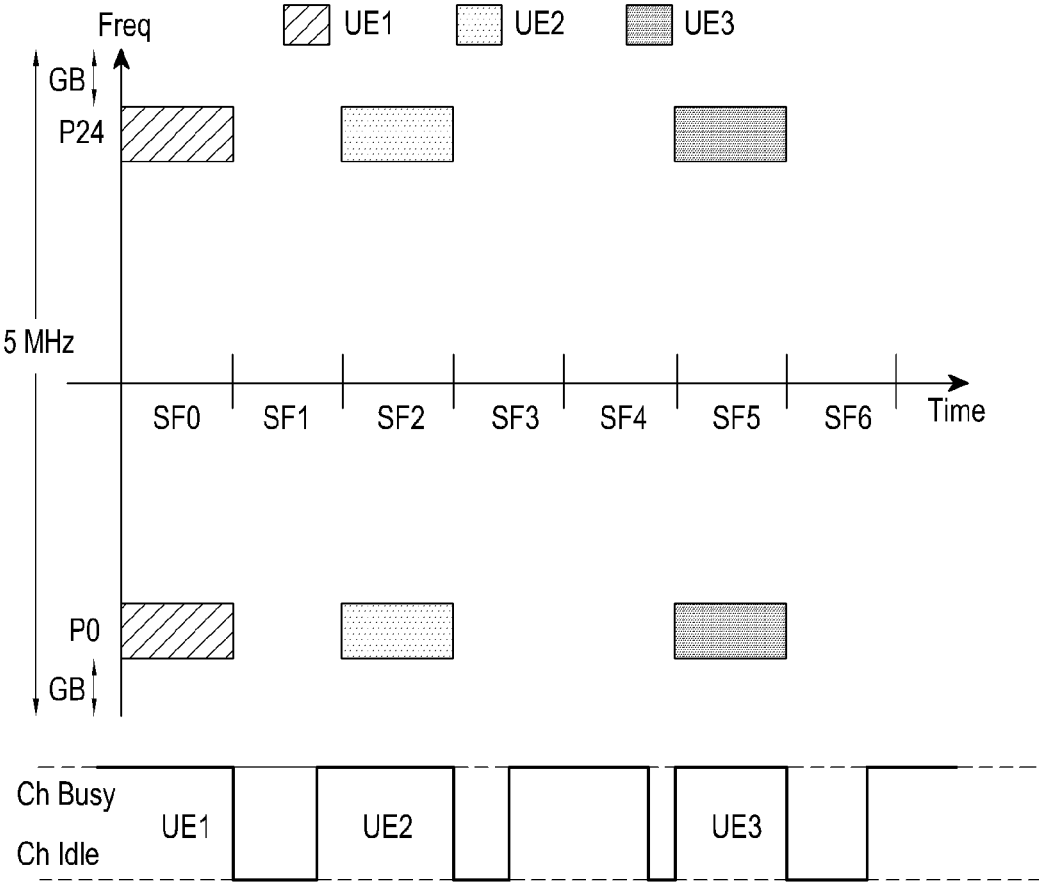 Freq UE1 UE2 UE3
GB
P24
5 MHz
SF0 SF1 SF2 SF3 SF4 SF5 SF6 Time
P0
GB
Ch Busy
UE1 UE2 UE3
Ch Idle